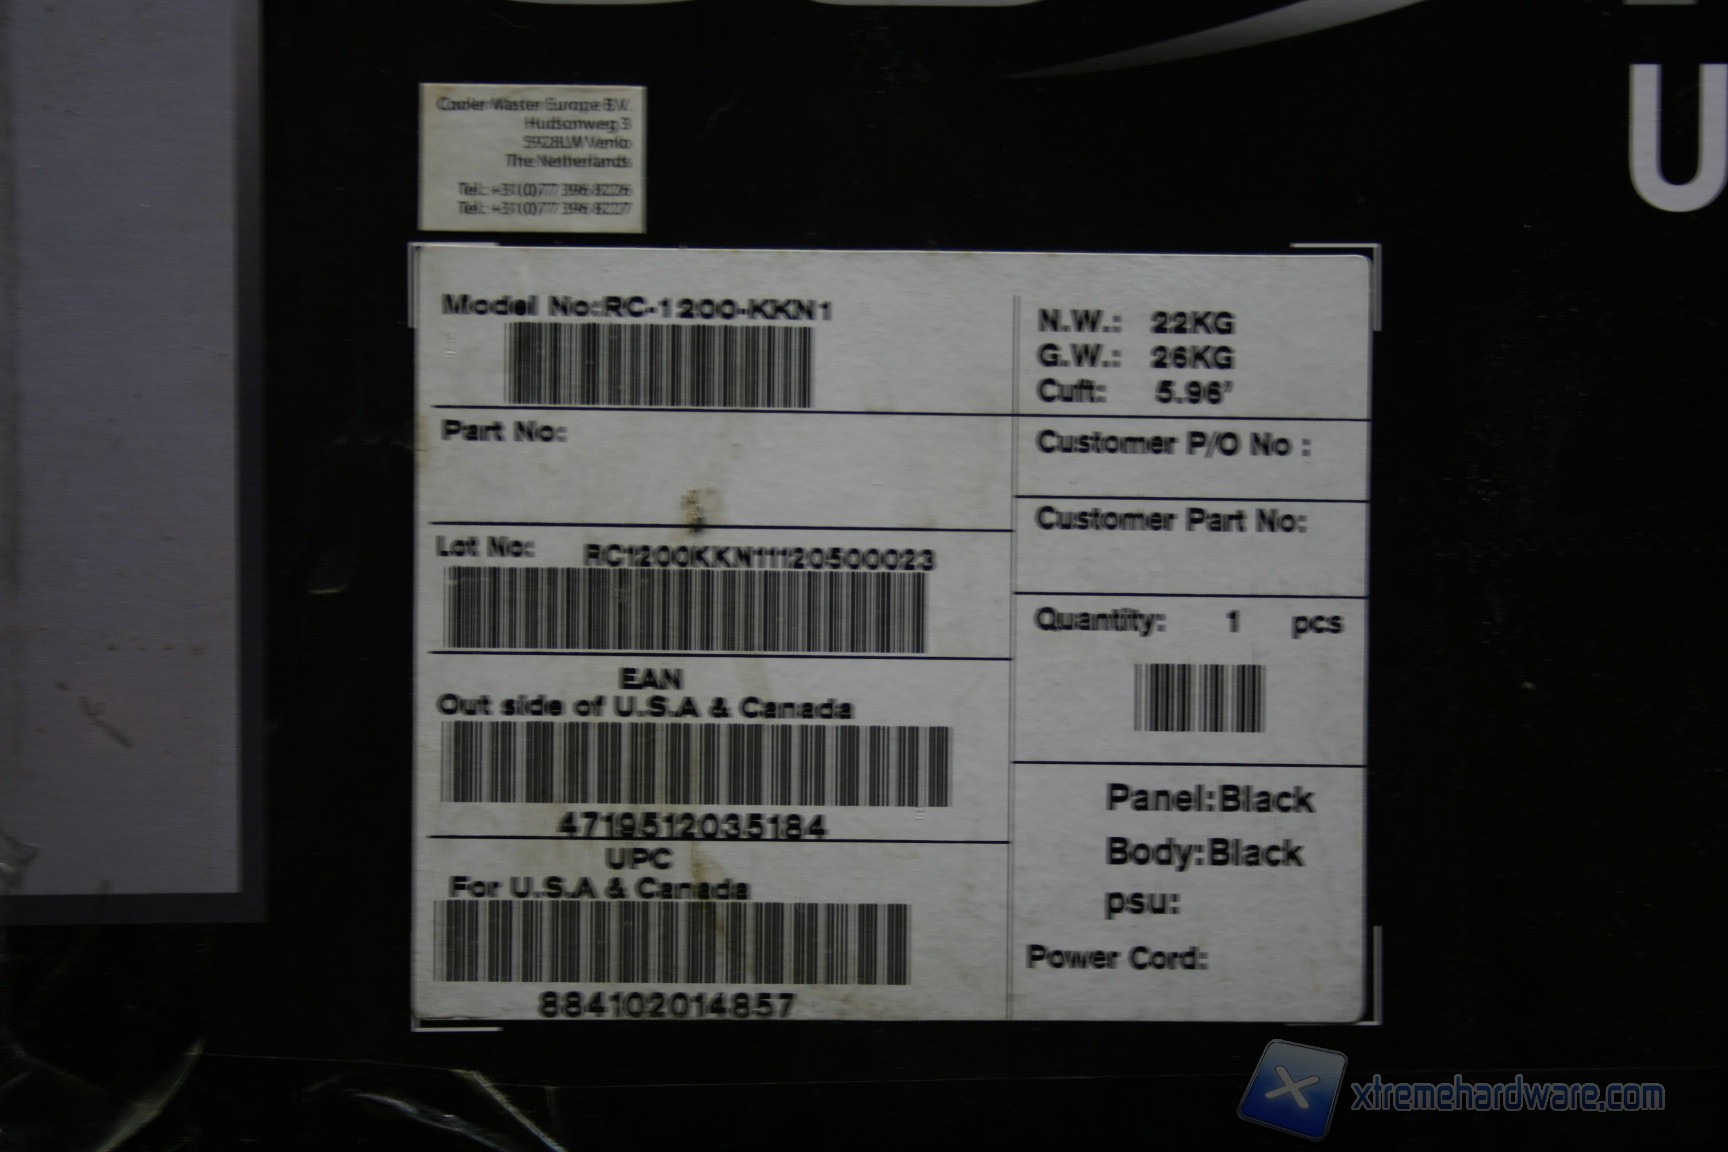 U
Cooler Master Europe B.V.
Hudsonweg 3
5928LW Venlo
The Netherlands
Tel.: +31(0)77 396 8226
Tel.: +31(0)77 396 8227
Model No:RC-1200-KKN1
Part No:
Lot No: RC1200KKN11120500023
EAN
Out side of U.S.A & Canada
4719512035184
UPC
For U.S.A & Canada
884102014857
N.W.: 22KG
G.W.: 26KG
Cuft: 5.96'
Customer P/O No :
Customer Part No:
Quantity: 1 pcs
Panel:Black
Body:Black
psu:
Power Cord:
xtremehardware.com